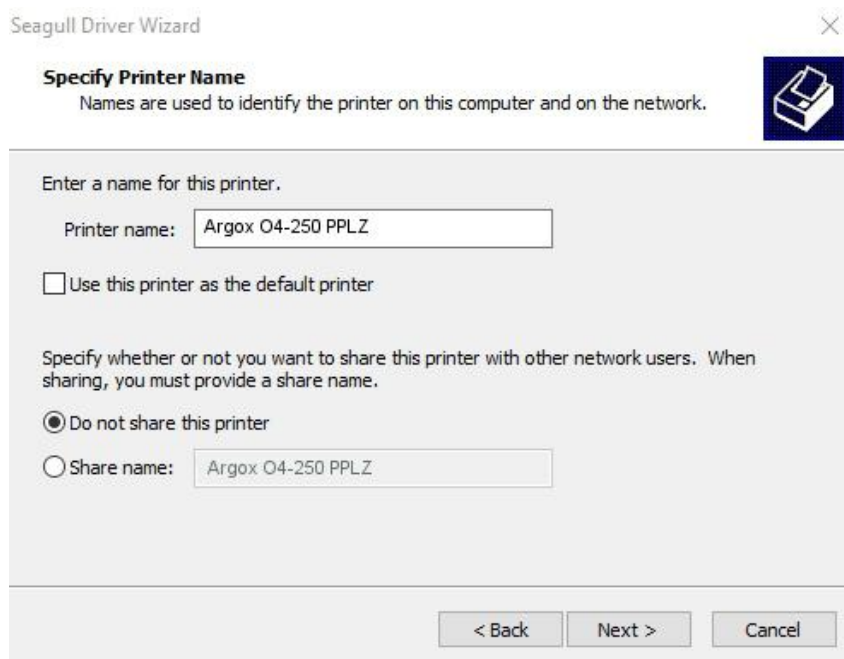 Seagull Driver Wizard
Specify Printer Name
Names are used to identify the printer on this computer and on the network.
Enter a name for this printer.
Printer name: Argox O4-250 PPLZ
Use this printer as the default printer
Specify whether or not you want to share this printer with other network users. When
sharing, you must provide a share name.
Do not share this printer
Share name: Argox O4-250 PPLZ
< Back Next > Cancel